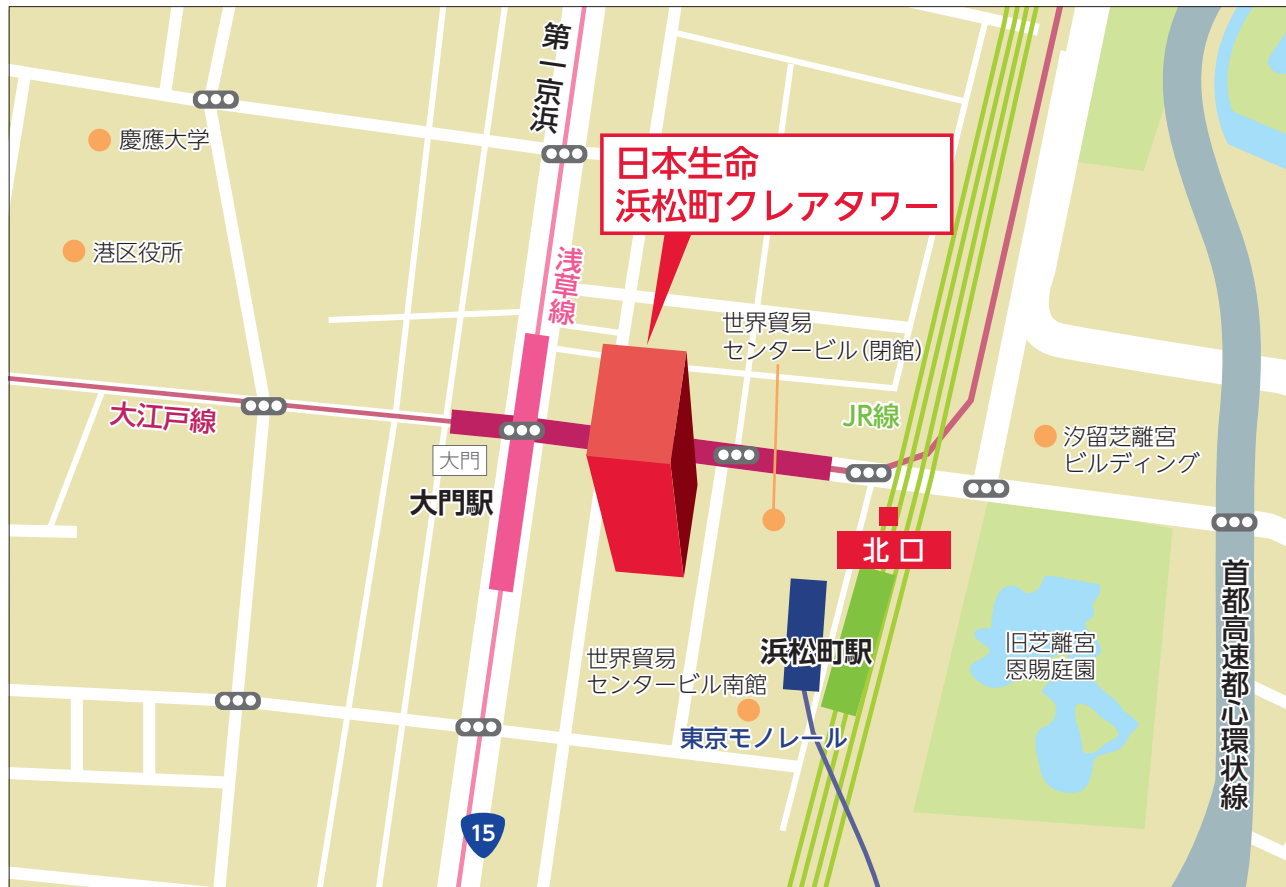 第一京浜
慶應大学
日本生命
浜松町クレアタワー
港区役所
浅草線
世界貿易
センタービル(閉館)
大江戸線
JR線
汐留芝離宮
ビルディング
大門
大門駅
北口
首都高速都心環状線
旧芝離宮
恩賜庭園
浜松町駅
世界貿易
センタービル南館
東京モノレール
15